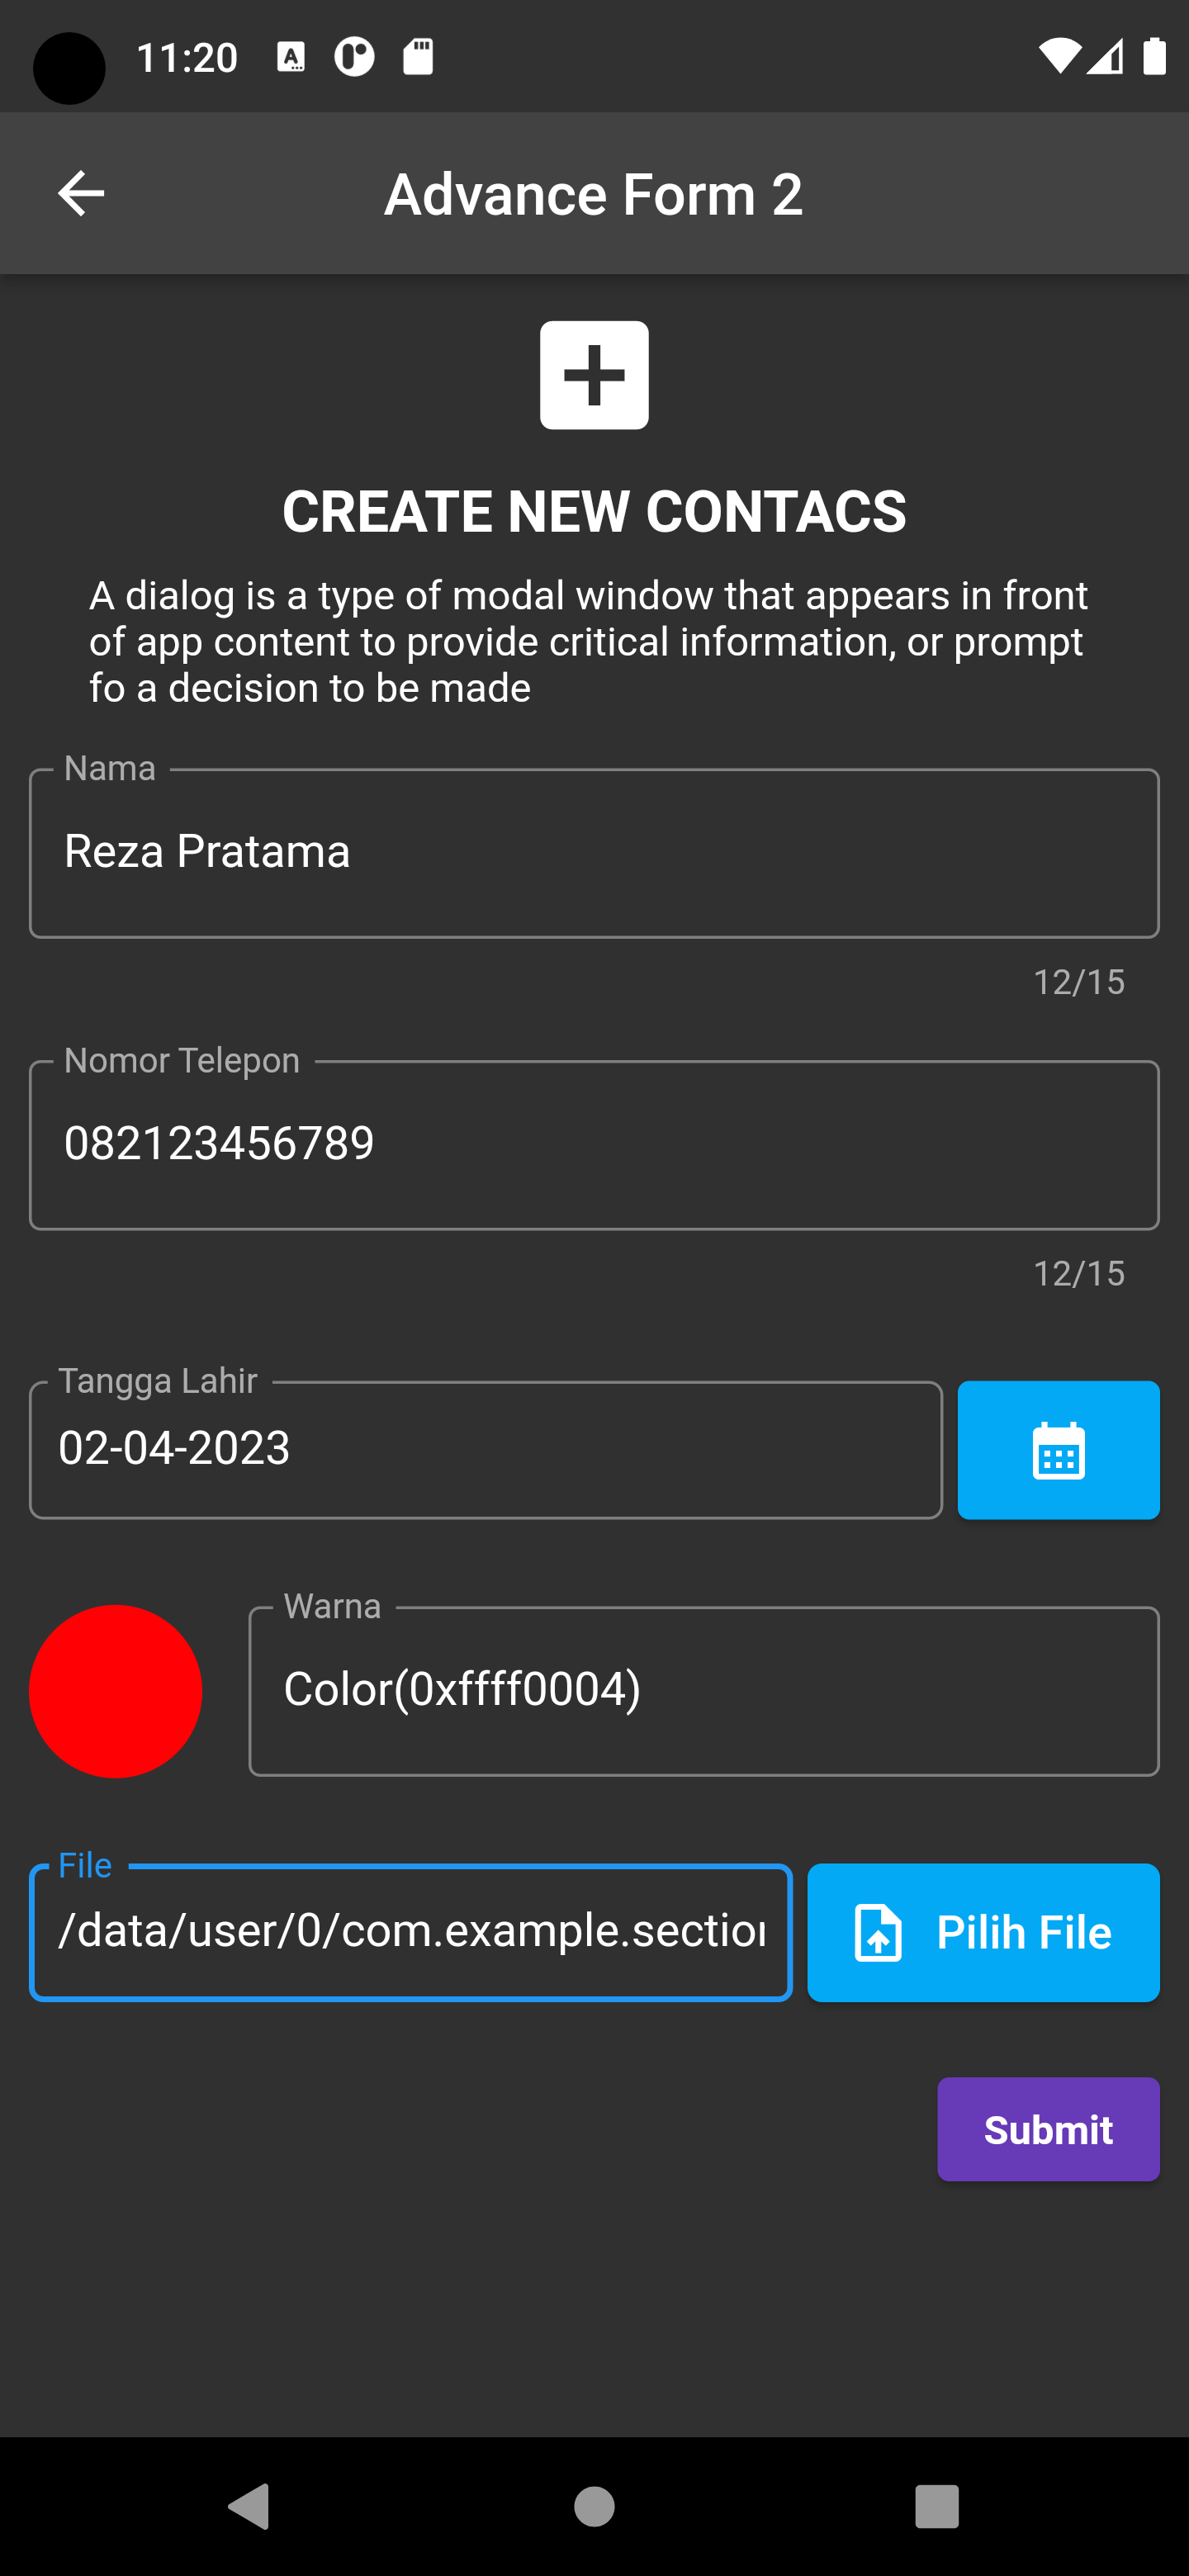 11:20
Advance Form 2
CREATE NEW CONTACS
A dialog is a type of modal window that appears in front
of app content to provide critical information, or prompt
fo a decision to be made
Nama
Reza Pratama
12/15
Nomor Telepon
082123456789
12/15
Tangga Lahir
02-04-2023
Warna
Color(0xffff0004)
File
/data/user/0/com.example.section
Pilih File
Submit